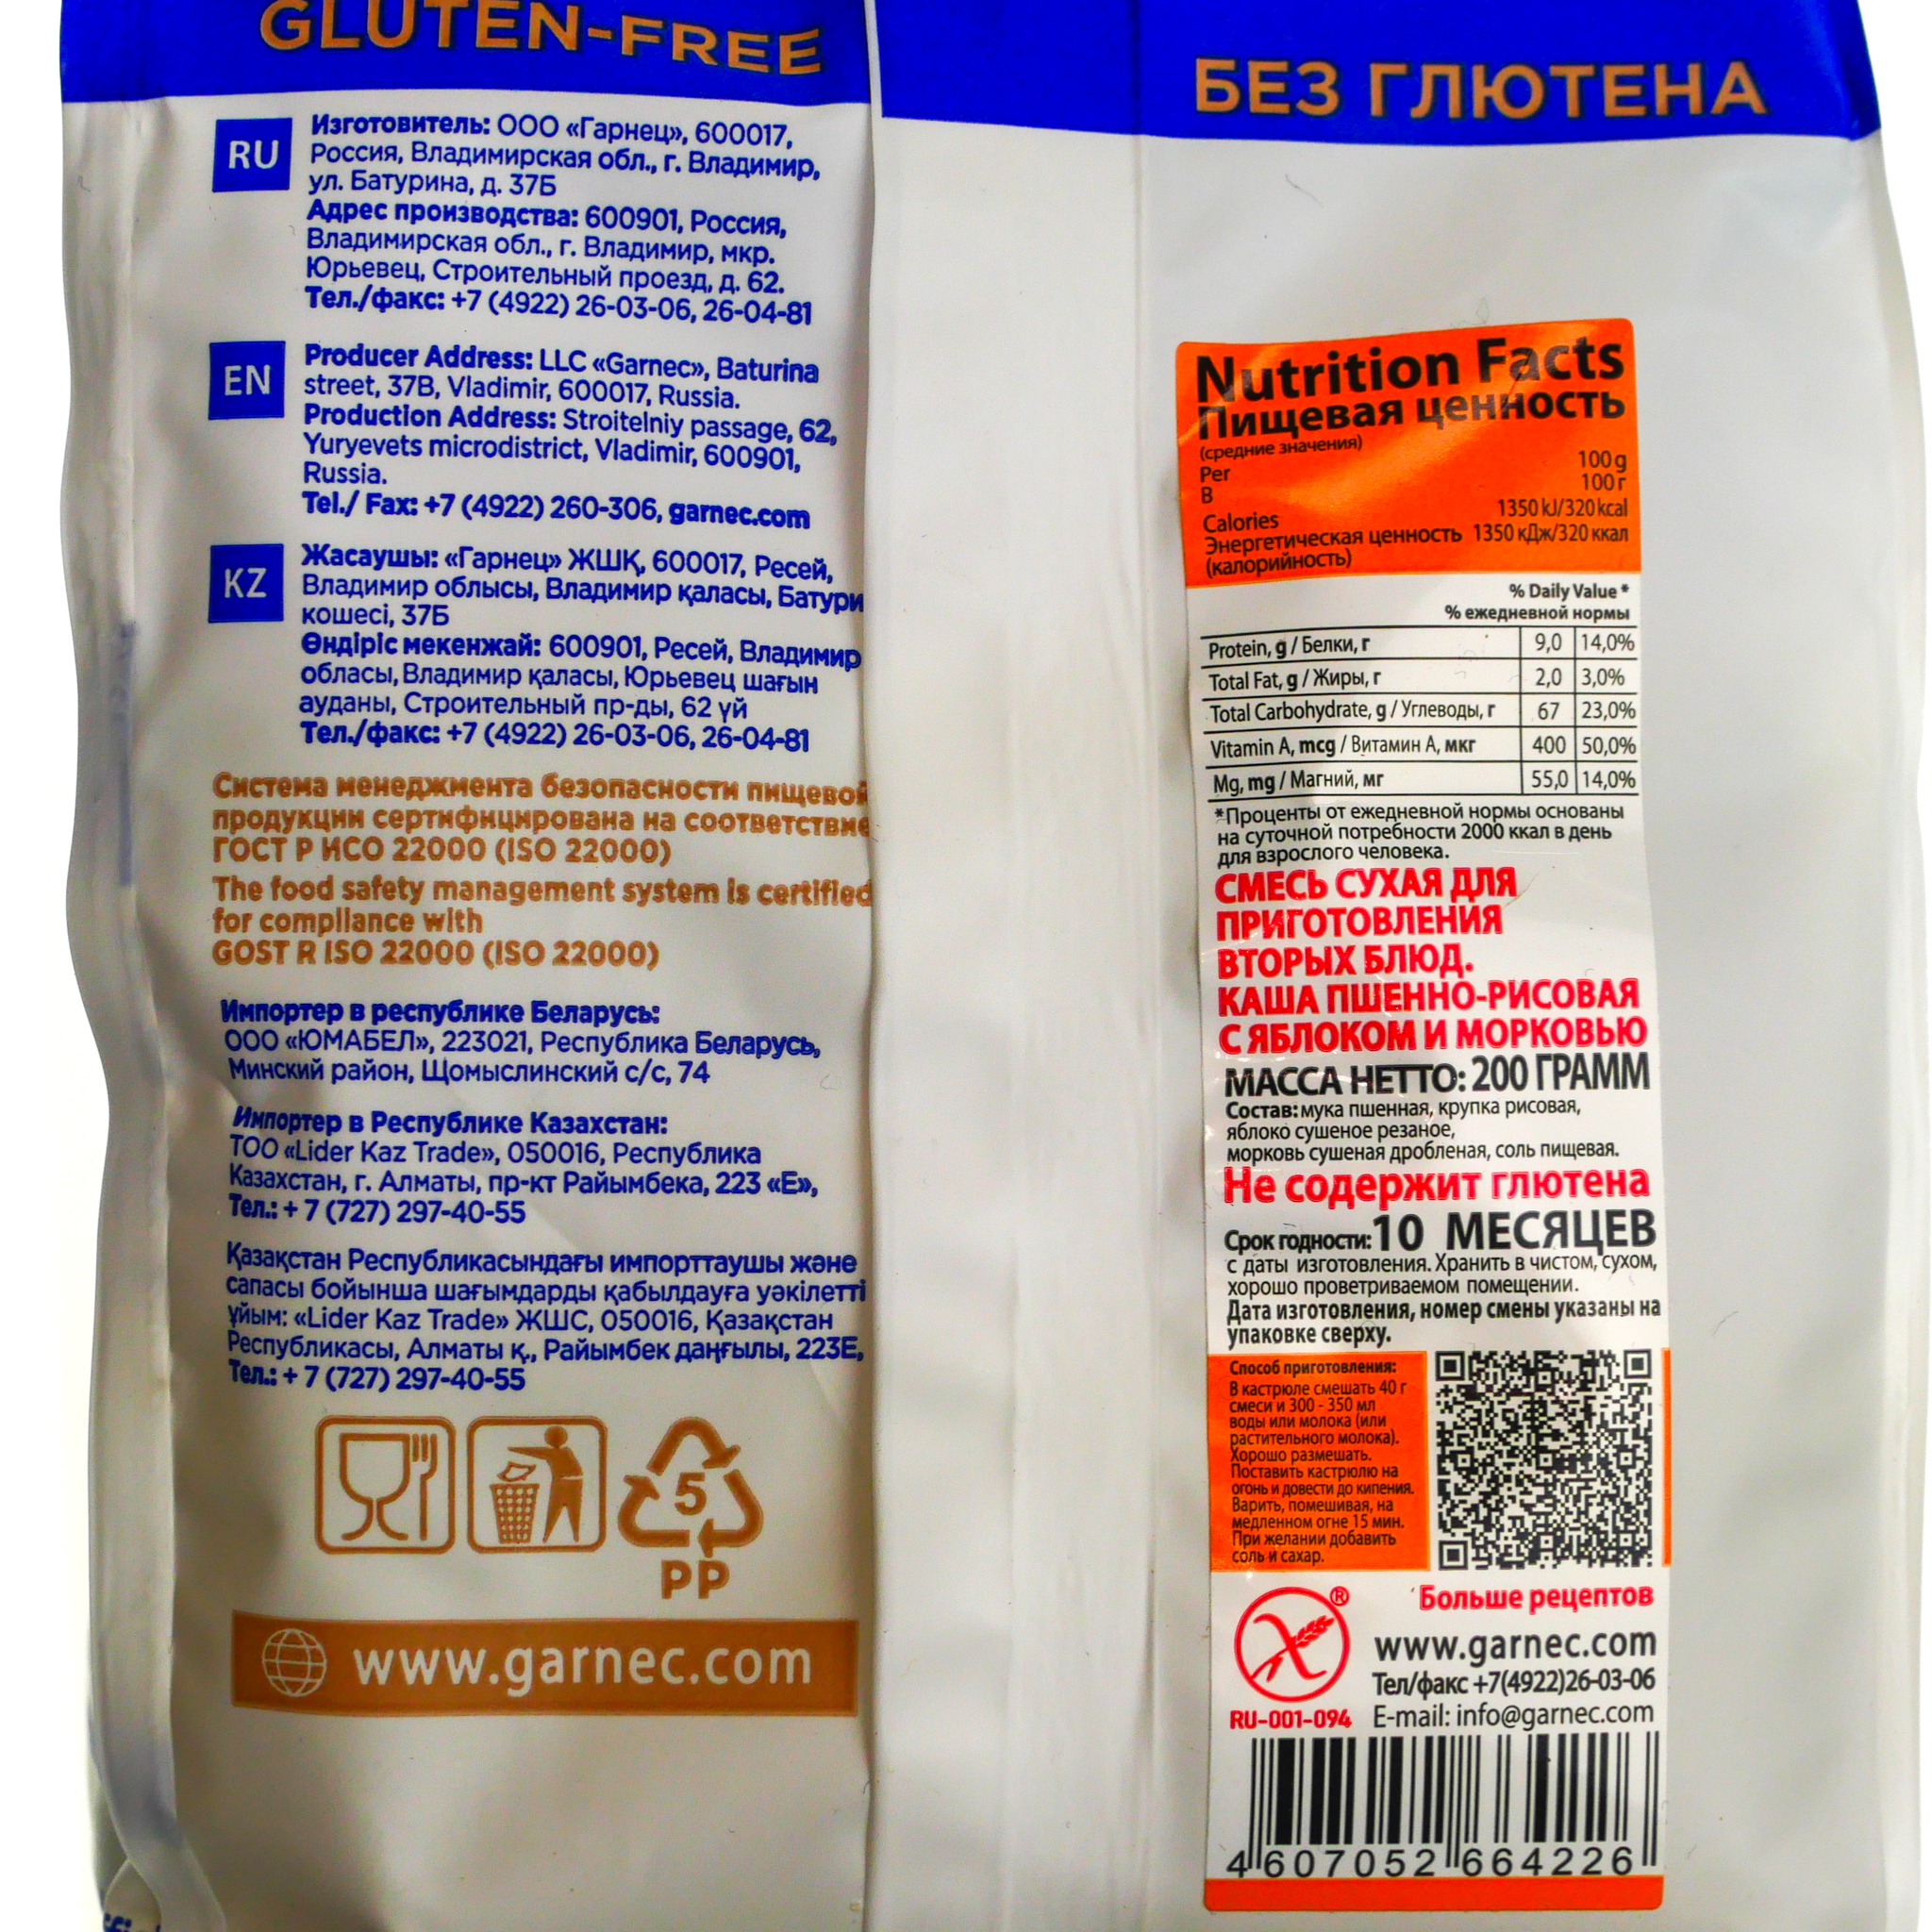 GLUTEN-FREE
RU
Изготовитель: ООО «Гарнец», 600017,
Россия, Владимирская обл., г. Владимир,
ул. Батурина, д. 37Б
Адрес производства: 600901, Россия,
Владимирская обл., г. Владимир, мкр.
Юрьевец, Строительный проезд, д. 62.
Тел./факс: +7 (4922) 26-03-06, 26-04-81
EN
Producer Address: LLC «Garnec», Baturina
street, 37B, Vladimir, 600017, Russia.
Production Address: Stroitelniy passage, 62,
Yuryevets microdistrict, Vladimir, 600901,
Russia.
Tel./ Fax: +7 (4922) 260-306, garnec.com
KZ
Жасаушы: «Гарнец» ЖШҚ, 600017, Ресей,
Владимир облысы, Владимир қаласы, Батури
кошесі, 37Б
Өндіріс мекенжай: 600901, Ресей, Владимир
обласы, Владимир қаласы, Юрьевец шағын
ауданы, Строительный пр-ды, 62 үй
Тел./факс: +7 (4922) 26-03-06, 26-04-81
Система менеджмента безопасности пищевой
продукции сертифицирована на соответствие
ГОСТ Р ИСО 22000 (ISO 22000)
The food safety management system is certified
for compliance with
GOST R ISO 22000 (ISO 22000)
Импортер в республике Беларусь:
ООО «ЮМАБЕЛ», 223021, Республика Беларусь,
Минский район, Щомыслинский с/с, 74
Импортер в Республике Казахстан:
ТОО «Lider Kaz Trade», 050016, Республика
Казахстан, г. Алматы, пр-кт Райымбека, 223 «Е»,
Тел.: + 7 (727) 297-40-55
Қазақстан Республикасындағы импорттаушы және
сапасы бойынша шағымдарды қабылдауға уәкілетті
ұйым: «Lider Kaz Trade» ЖШС, 050016, Қазақстан
Республикасы, Алматы қ., Райымбек даңғылы, 223Е,
Тел.: + 7 (727) 297-40-55
5
PP
www.garnec.com
БЕЗ ГЛЮТЕНА
Nutrition Facts
Пищевая ценность
(средние значения)
Per 100g
В 100г
Calories 1350 kJ/320 kcal
Энергетическая ценность 1350 кДж/320 ккал
(калорийность)
% Daily Value *
% ежедневной нормы
Protein, g / Белки, г 9,0 14,0%
Total Fat, g / Жиры, г 2,0 3,0%
Total Carbohydrate, g / Углеводы, г 67 23,0%
Vitamin A, mcg / Витамин А, мкг 400 50,0%
Mg, mg / Магний, мг 55,0 14,0%
*Проценты от ежедневной нормы основаны
на суточной потребности 2000 ккал в день
для взрослого человека.
СМЕСЬ СУХАЯ ДЛЯ
ПРИГОТОВЛЕНИЯ
ВТОРЫХ БЛЮД.
КАША ПШЕННО-РИСОВАЯ
С ЯБЛОКОМ И МОРКОВЬЮ
МАССА НЕТТО: 200 ГРАММ
Состав: мука пшенная, крупка рисовая,
яблоко сушеное резаное,
морковь сушеная дробленая, соль пищевая.
Не содержит глютена
Срок годности: 10 МЕСЯЦЕВ
с даты изготовления. Хранить в чистом, сухом,
хорошо проветриваемом помещении.
Дата изготовления, номер смены указаны на
упаковке сверху.
Способ приготовления:
В кастрюле смешать 40 г
смеси и 300 - 350 мл
воды или молока (или
растительного молока).
Хорошо размешать.
Поставить кастрюлю на
огонь и довести до кипения.
Варить, помешивая, на
медленном огне 15 мин.
При желании добавить
соль и сахар.
®
RU-001-094
Больше рецептов
www.garnec.com
Тел/факс +7(4922)26-03-06
E-mail: info@garnec.com
4 607052 664226